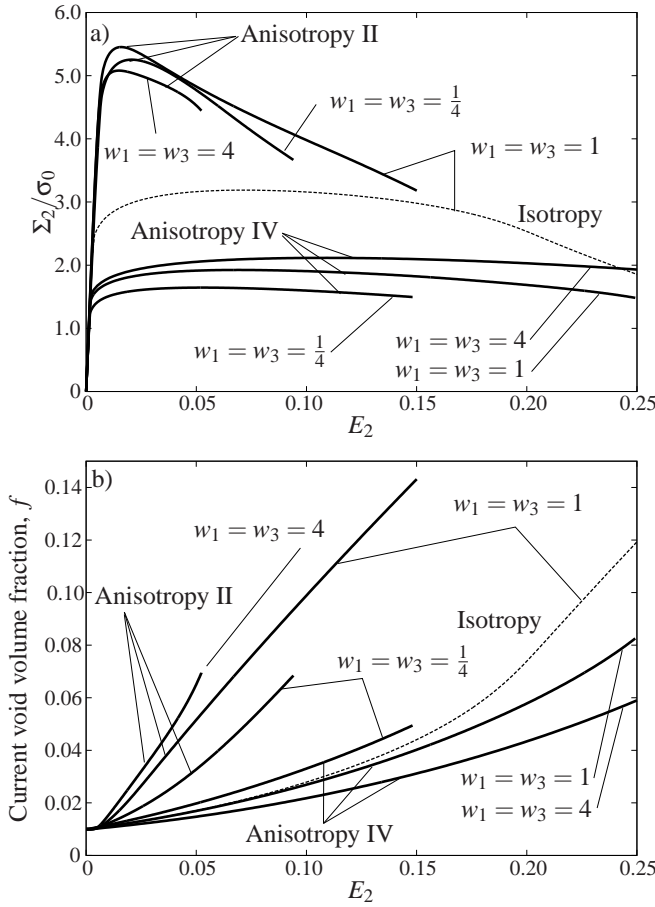 a)
Σ₂/σ₀
6.0
5.0
4.0
3.0
2.0
1.0
0
Anisotropy II
w₁ = w₃ = 1/4
w₁ = w₃ = 4
w₁ = w₃ = 1
Isotropy
Anisotropy IV
w₁ = w₃ = 1/4
w₁ = w₃ = 4
w₁ = w₃ = 1
0 0.05 0.10 0.15 0.20 0.25
E₂
b)
Current void volume fraction, f
0.14
0.12
0.10
0.08
0.06
0.04
0.02
0
w₁ = w₃ = 4
w₁ = w₃ = 1
Anisotropy II
Isotropy
w₁ = w₃ = 1/4
w₁ = w₃ = 1
w₁ = w₃ = 4
Anisotropy IV
0 0.05 0.10 0.15 0.20 0.25
E₂